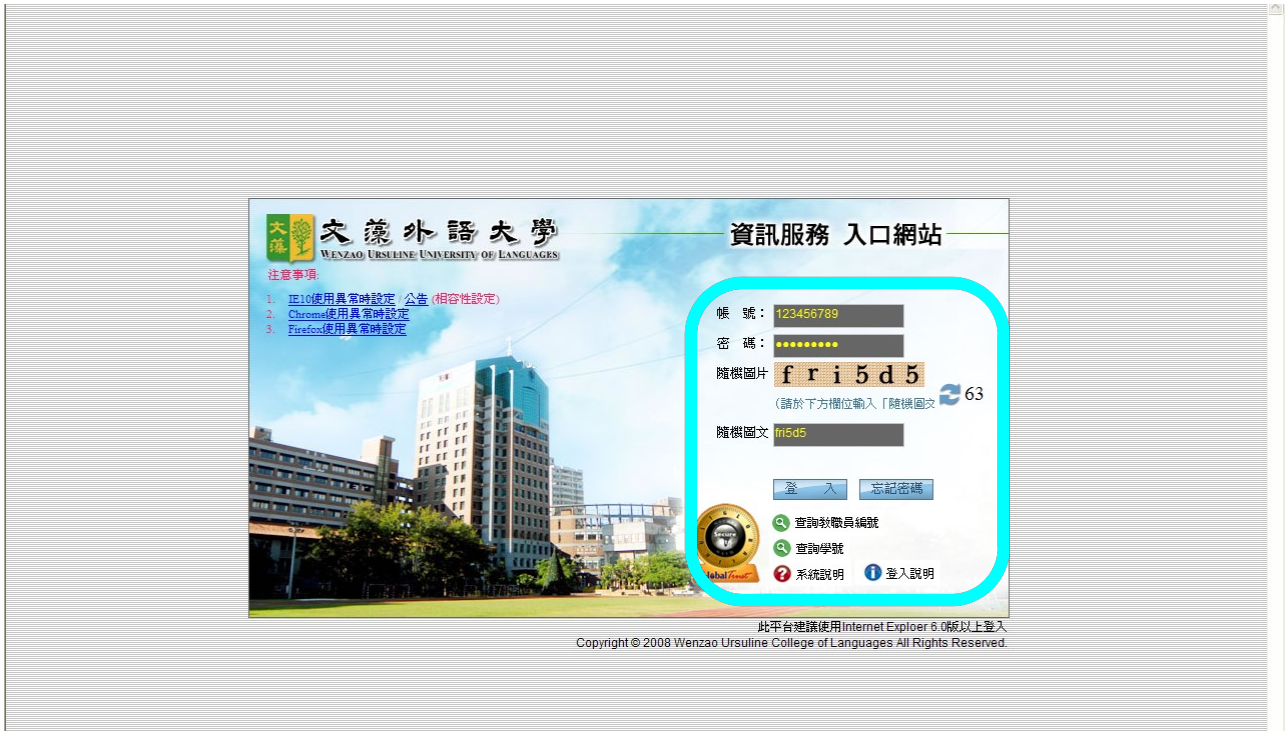 文藻
文藻外語大學
WENZAO URSULINE UNIVERSITY OF LANGUAGES
資訊服務 入口網站
注意事項:
1. IE10使用異常時設定 / 公告 (相容性設定)
2. Chrome使用異常時設定
3. Firefox使用異常時設定
帳 號： 123456789
密 碼： •••••••••
隨機圖片 fri5d5
(請於下方欄位輸入「隨機圖文 63
隨機圖文 fri5d5
登 入 忘記密碼
查詢教職員編號
查詢學號
系統說明 登入說明
Secure
lobalTrust
此平台建議使用Internet Exploer 6.0版以上登入
Copyright © 2008 Wenzao Ursuline College of Languages All Rights Reserved.